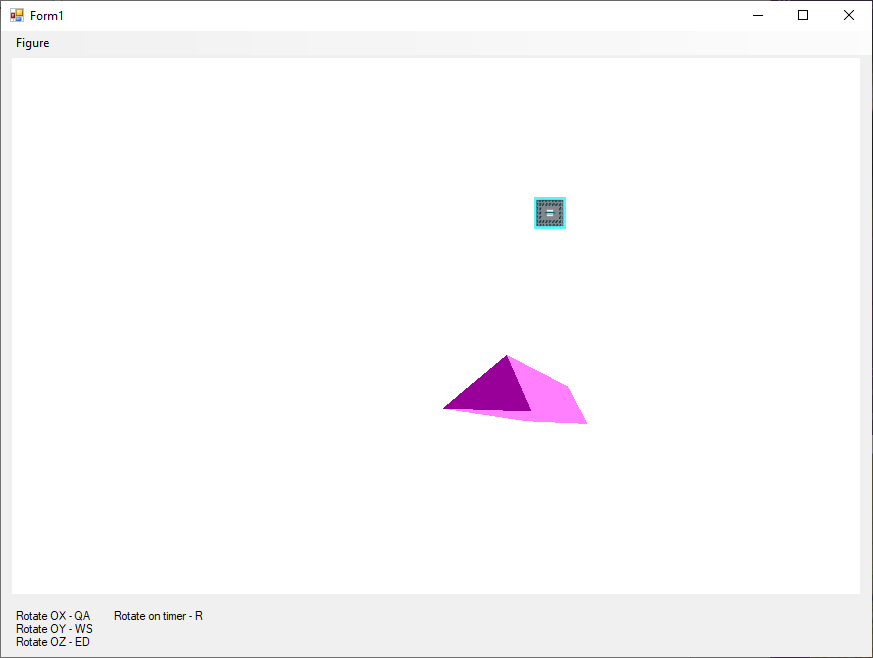 Form1
Figure
Rotate OX - QA
Rotate on timer - R
Rotate OY - WS
Rotate OZ - ED